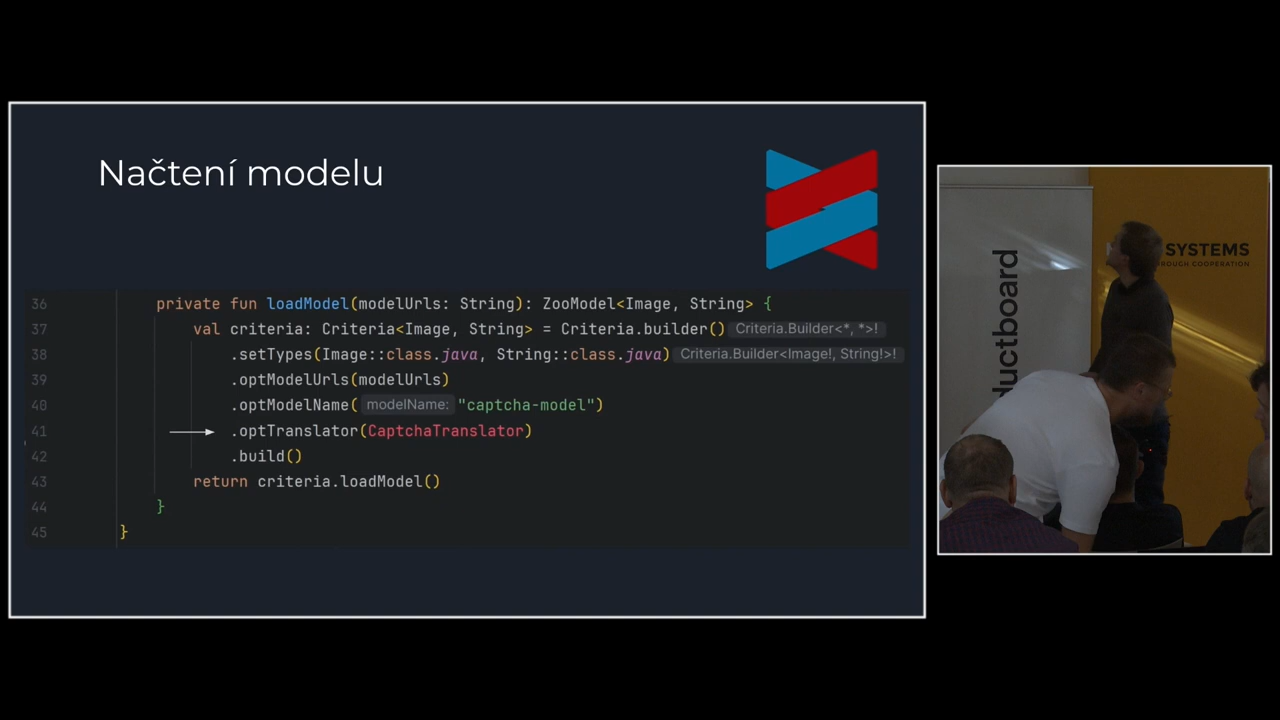 Načtení modelu
36 private fun loadModel(modelUrls: String): ZooModel<Image, String> {
37 val criteria: Criteria<Image, String> = Criteria.builder() Criteria.Builder<*, *>!
38 .setTypes(Image::class.java, String::class.java) Criteria.Builder<Image!, String!>!
39 .optModelUrls(modelUrls)
40 .optModelName( modelName: "captcha-model")
41 .optTranslator(CaptchaTranslator)
42 .build()
43 return criteria.loadModel()
44 }
45 }
ductboard
SYSTEMS
ROUGH COOPERATION